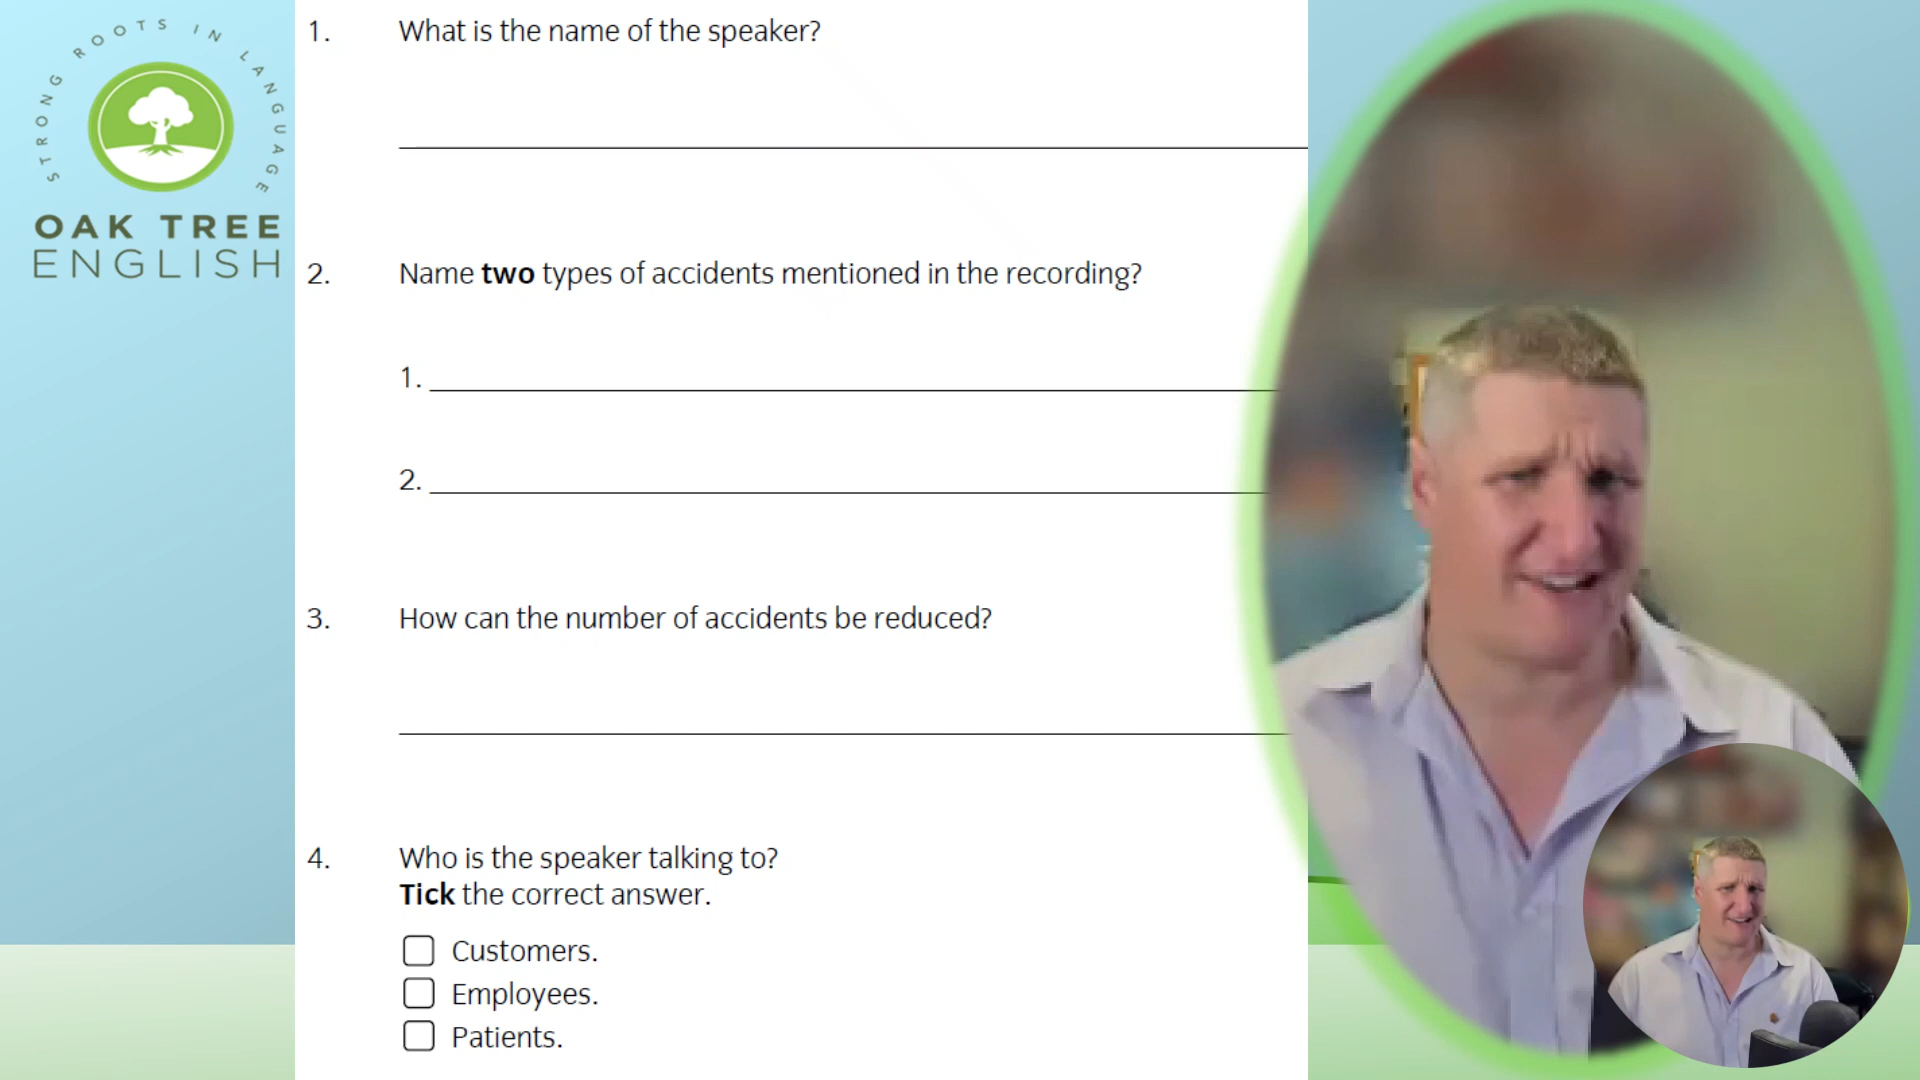 STRONG ROOTS IN LANGUAGE
OAK TREE
ENGLISH
1. What is the name of the speaker?
2. Name two types of accidents mentioned in the recording?
1.
2.
3. How can the number of accidents be reduced?
4. Who is the speaker talking to?
Tick the correct answer.
Customers.
Employees.
Patients.